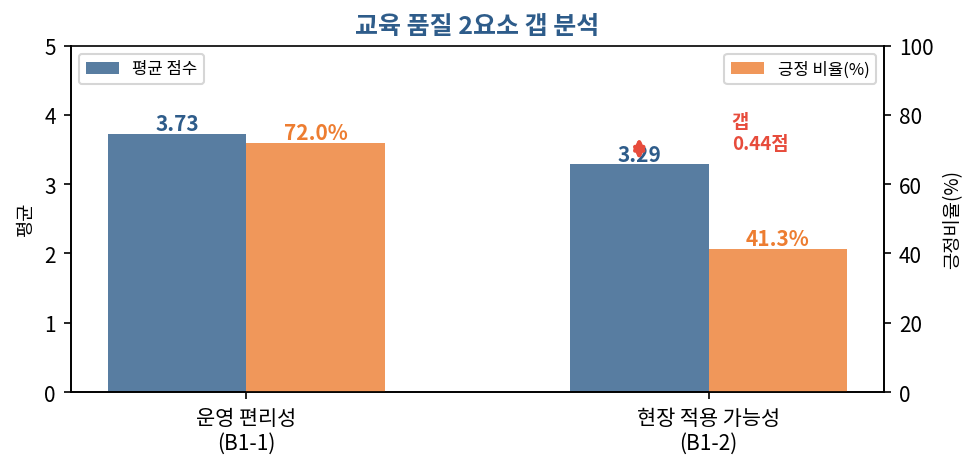 교육 품질 2요소 갭 분석
평균 점수
긍정 비율(%)
5
4
3
2
1
0
평균
100
80
60
40
20
0
긍정비율(%)
3.73
72.0%
3.29
41.3%
갭
0.44점
운영 편리성
(B1-1)
현장 적용 가능성
(B1-2)